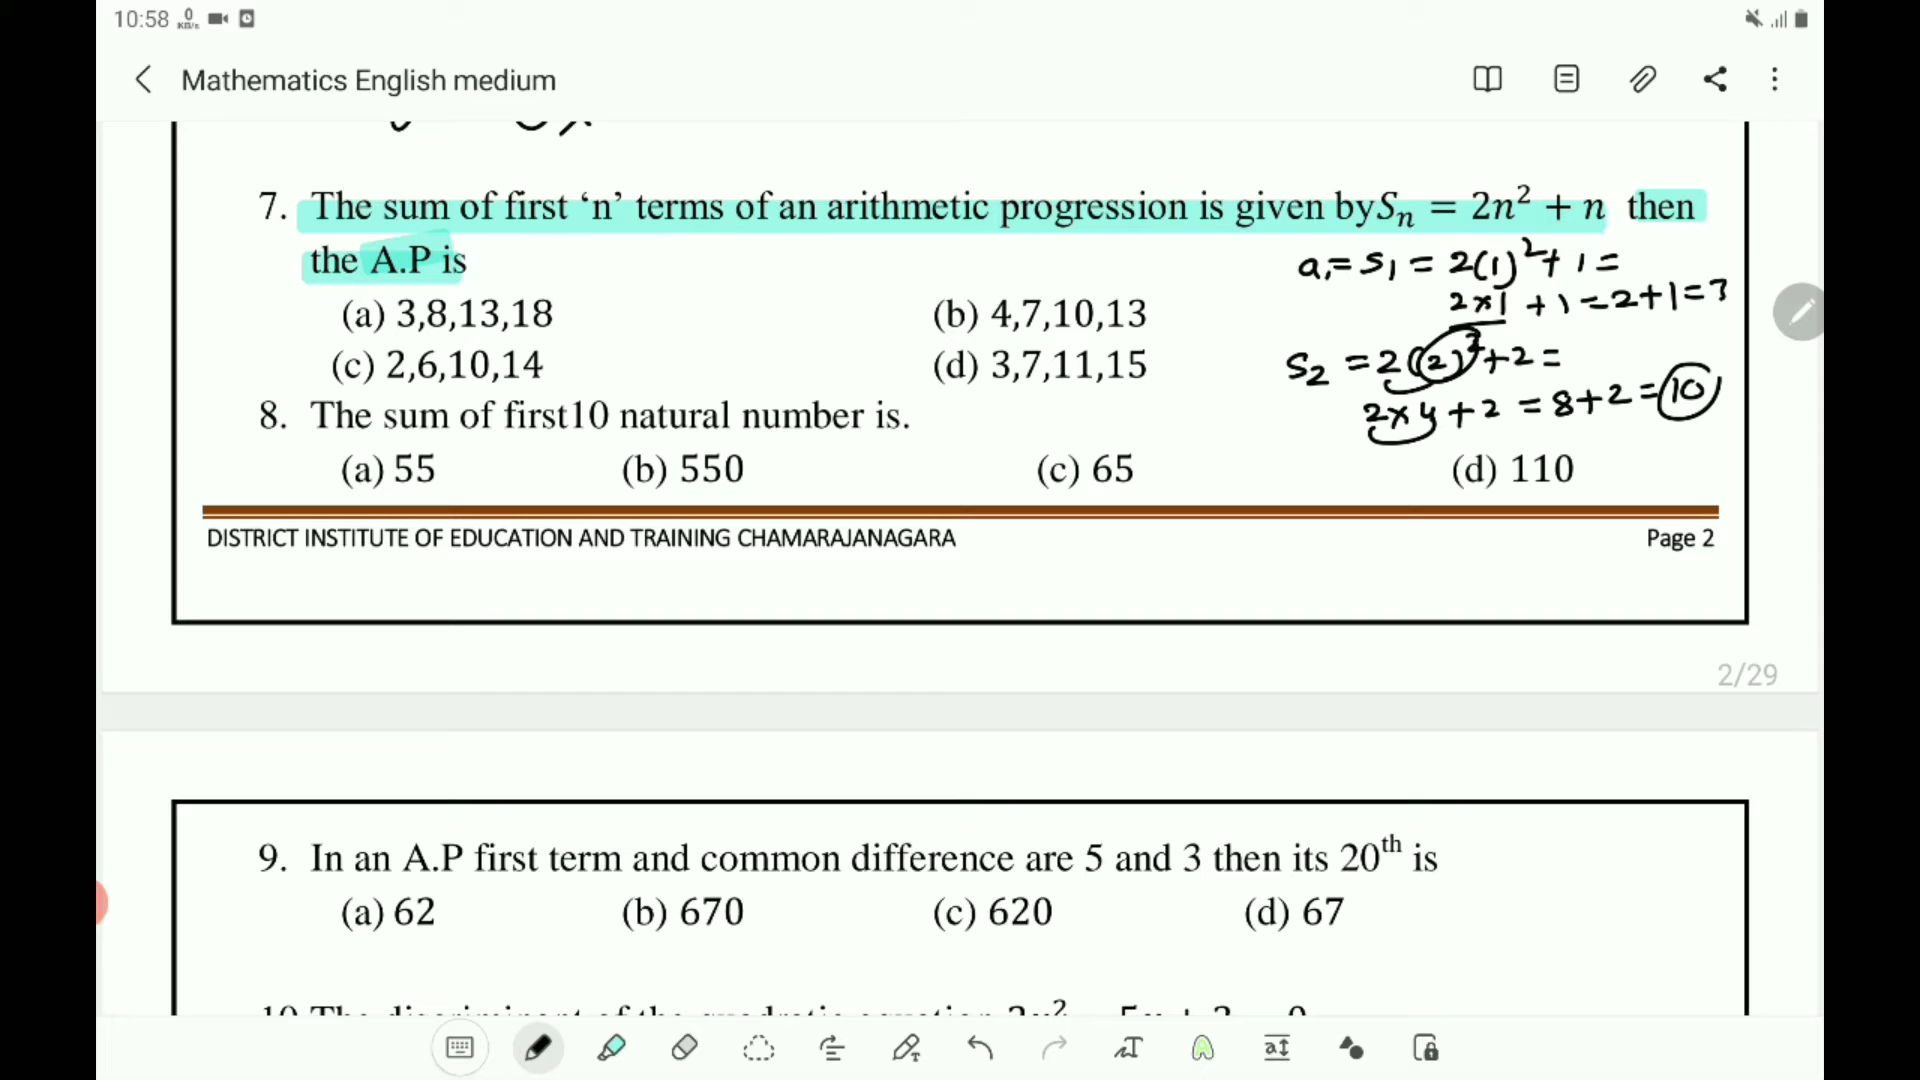 10:58 0 KB/s
Mathematics English medium
7. The sum of first ‘n’ terms of an arithmetic progression is given by Sₙ = 2n² + n then
the A.P is
a₁ = S₁ = 2(1)² + 1 =
2×1 + 1 = 2+1=3
(a) 3,8,13,18 (b) 4,7,10,13
(c) 2,6,10,14 (d) 3,7,11,15
S₂ = 2(2)² + 2 =
2×4 + 2 = 8+2 = 10
8. The sum of first10 natural number is.
(a) 55 (b) 550 (c) 65 (d) 110
DISTRICT INSTITUTE OF EDUCATION AND TRAINING CHAMARAJANAGARA Page 2
2/29
9. In an A.P first term and common difference are 5 and 3 then its 20th is
(a) 62 (b) 670 (c) 620 (d) 67